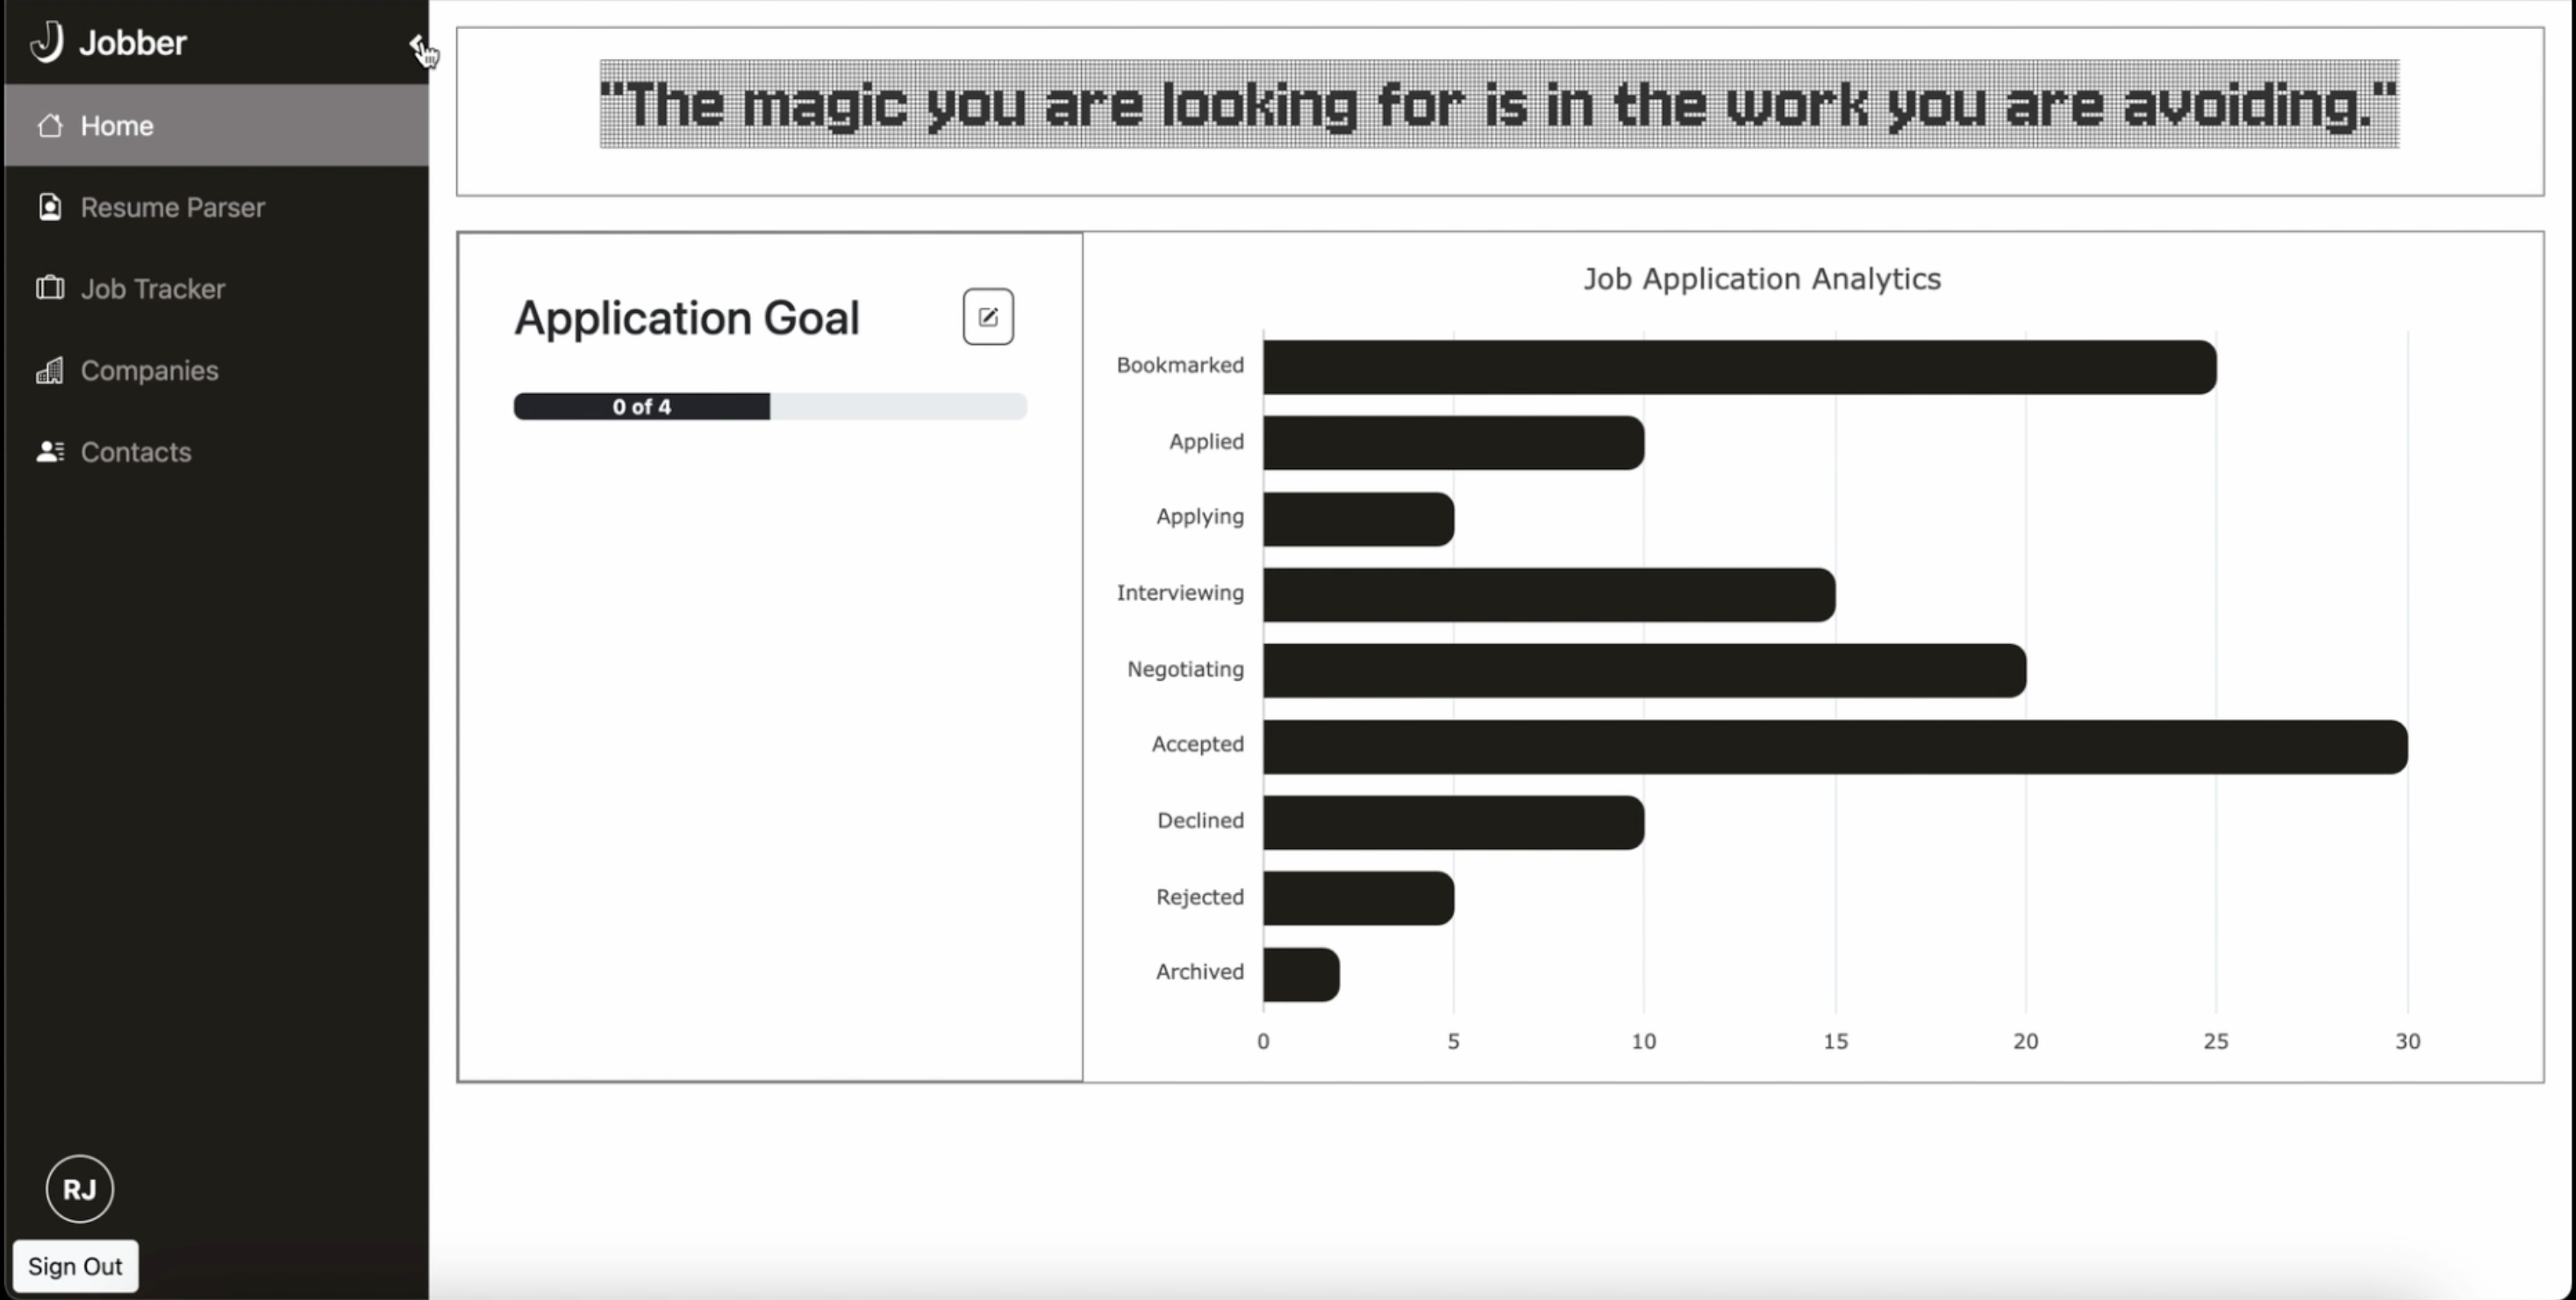 Jobber
Home
Resume Parser
Job Tracker
Companies
Contacts
RJ
Sign Out
"The magic you are looking for is in the work you are avoiding."
Application Goal
0 of 4
Job Application Analytics
Bookmarked
Applied
Applying
Interviewing
Negotiating
Accepted
Declined
Rejected
Archived
0 5 10 15 20 25 30